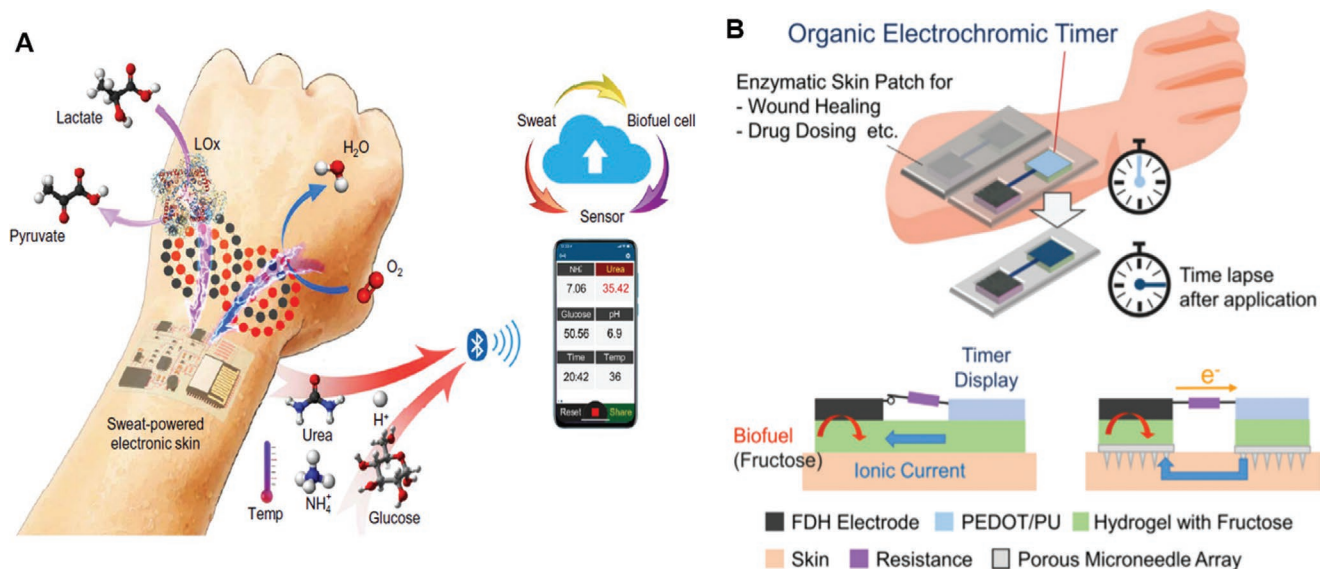 A
Lactate
LOx
H2O
Pyruvate
O2
Sweat-powered
electronic skin
Temp
Urea
H+
NH4+
Glucose
Sweat
Biofuel cell
Sensor
Urea
7.06
35.42
Glucose
pH
50.56
6.9
Time
Temp
20:42
36
Reset
Share
B
Organic Electrochromic Timer
Enzymatic Skin Patch for
- Wound Healing
- Drug Dosing etc.
Time lapse
after application
Timer
Display
e-
Biofuel
(Fructose)
Ionic Current
FDH Electrode
PEDOT/PU
Hydrogel with Fructose
Skin
Resistance
Porous Microneedle Array